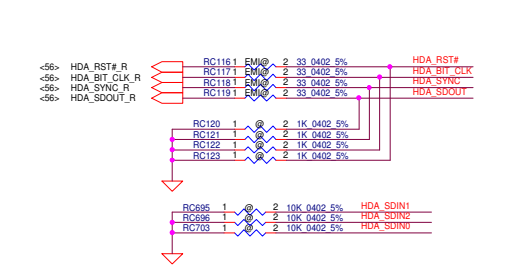 <56> HDA_RST#_R RC116 1 EMI@ 2 33_0402_5% HDA_RST#
<56> HDA_BIT_CLK_R RC117 1 EMI@ 2 33_0402_5% HDA_BIT_CLK
<56> HDA_SYNC_R RC118 1 EMI@ 2 33_0402_5% HDA_SYNC
<56> HDA_SDOUT_R RC119 1 EMI@ 2 33_0402_5% HDA_SDOUT
RC120 1 @ 2 1K_0402_5%
RC121 1 @ 2 1K_0402_5%
RC122 1 @ 2 1K_0402_5%
RC123 1 @ 2 1K_0402_5%
RC695 1 @ 2 10K_0402_5% HDA_SDIN1
RC696 1 @ 2 10K_0402_5% HDA_SDIN2
RC703 1 @ 2 10K_0402_5% HDA_SDIN0